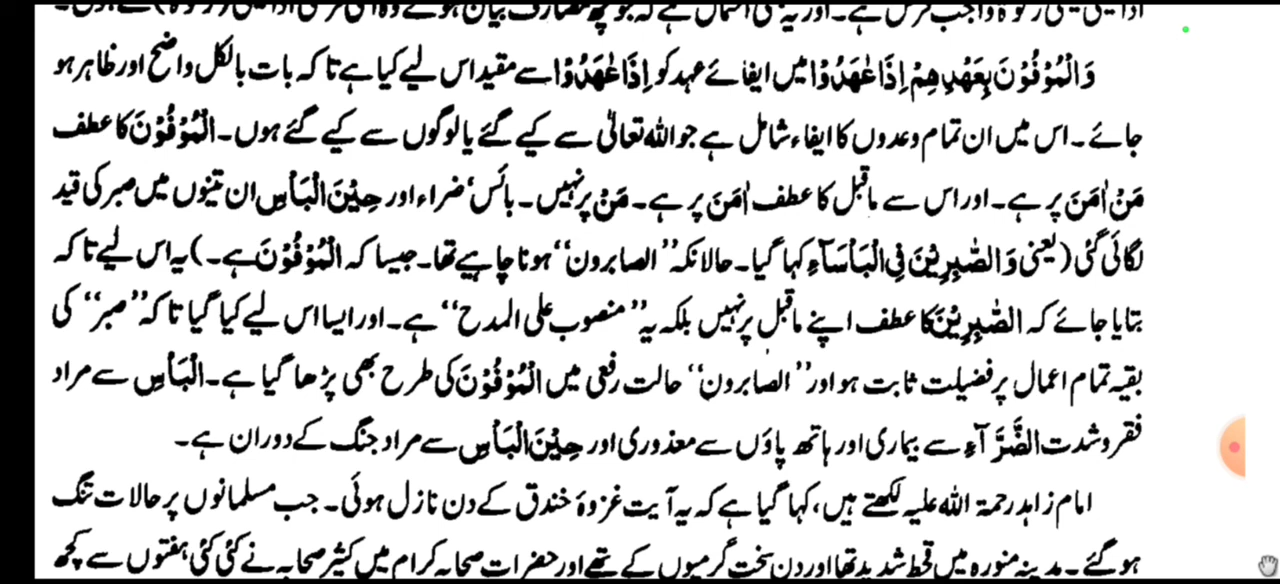 وَالْمُوْفُوْنَ بِعَهْدِهِمْ اِذَا عٰهَدُوْا میں ایفائے عہد کو اِذَا عٰهَدُوْا سے مقید اس لیے کیا ہے تاکہ بات بالکل واضح اور ظاہر ہو
جائے۔ اس میں ان تمام وعدوں کا ایفاء شامل ہے جو اللہ تعالیٰ سے کیے گئے یا لوگوں سے کیے گئے ہوں۔ الْمُوْفُوْنَ کا عطف
مَنْ اٰمَنَ پر ہے۔ اور اس سے ماقبل کا عطف اٰمَنَ پر ہے۔ مَنْ پر نہیں۔ بائس، ضراء اور حِيْنَ الْبَاْسِ ان تینوں میں صبر کی قید
لگائی گئی (یعنی وَالصّٰبِرِيْنَ فِی الْبَاْسَآءِ کہا گیا۔ حالانکہ ”الصابرون“ ہونا چاہیے تھا۔ جیسا کہ الْمُوْفُوْنَ ہے۔) یہ اس لیے تاکہ
بتایا جائے کہ الصّٰبِرِيْنَ کا عطف اپنے ماقبل پر نہیں بلکہ یہ ”منصوب علی المدح“ ہے۔ اور ایسا اس لیے کیا گیا تاکہ ”صبر“ کی
بقیہ تمام اعمال پر فضیلت ثابت ہو اور ”الصابرون“ حالت رفعی میں الْمُوْفُوْنَ کی طرح بھی پڑھا گیا ہے۔ الْبَاْسِ سے مراد
فقر و شدت الضَّرَّآءِ سے بیماری اور ہاتھ پاؤں سے معذوری اور حِيْنَ الْبَاْسِ سے مراد جنگ کے دوران ہے۔
امام زاہد رحمۃ اللہ علیہ لکھتے ہیں، کہا گیا ہے کہ یہ آیت غزوۂ خندق کے دن نازل ہوئی۔ جب مسلمانوں پر حالات تنگ
ہو گئے۔ مدینہ منورہ میں قحط شدید تھا اور دن سخت گرمیوں کے تھے اور حضرات صحابہ کرام میں کثیر صحابہ نے کئی کئی ہفتوں سے کچھ